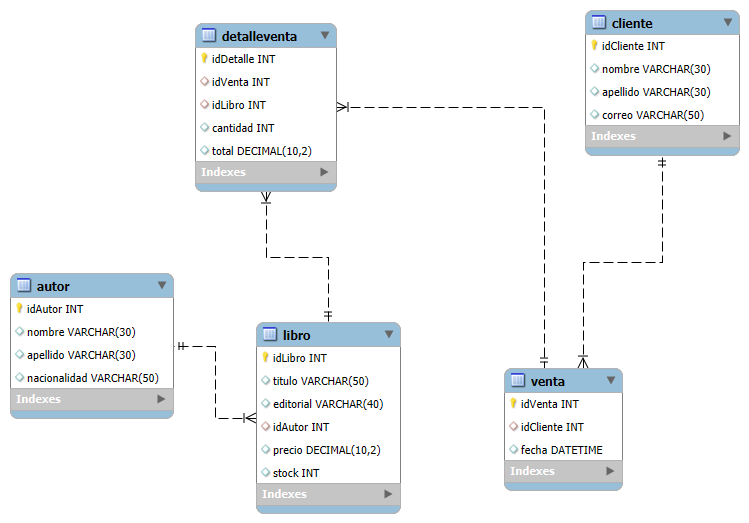 detalleventa
idDetalle INT
idVenta INT
idLibro INT
cantidad INT
total DECIMAL(10,2)
Indexes
cliente
idCliente INT
nombre VARCHAR(30)
apellido VARCHAR(30)
correo VARCHAR(50)
Indexes
autor
idAutor INT
nombre VARCHAR(30)
apellido VARCHAR(30)
nacionalidad VARCHAR(50)
Indexes
libro
idLibro INT
titulo VARCHAR(50)
editorial VARCHAR(40)
idAutor INT
precio DECIMAL(10,2)
stock INT
Indexes
venta
idVenta INT
idCliente INT
fecha DATETIME
Indexes